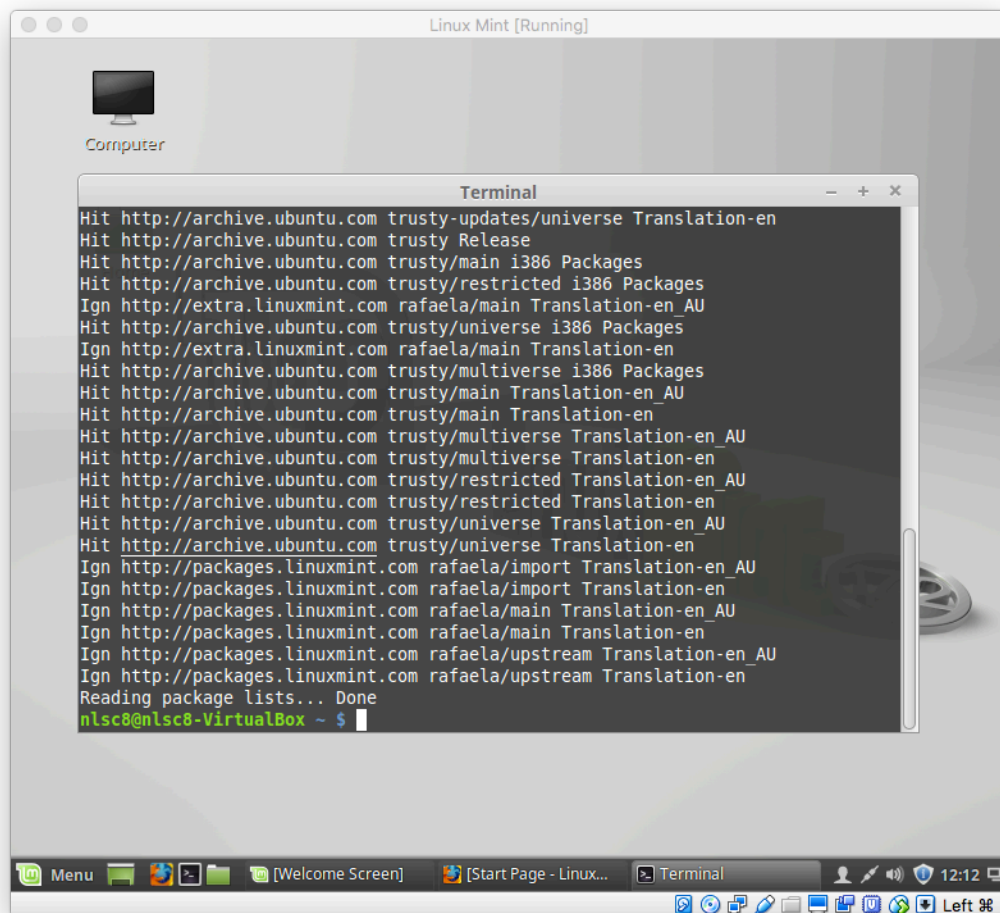 Linux Mint [Running]
Computer
Terminal
Hit http://archive.ubuntu.com trusty-updates/universe Translation-en
Hit http://archive.ubuntu.com trusty Release
Hit http://archive.ubuntu.com trusty/main i386 Packages
Hit http://archive.ubuntu.com trusty/restricted i386 Packages
Ign http://extra.linuxmint.com rafaela/main Translation-en_AU
Hit http://archive.ubuntu.com trusty/universe i386 Packages
Ign http://extra.linuxmint.com rafaela/main Translation-en
Hit http://archive.ubuntu.com trusty/multiverse i386 Packages
Hit http://archive.ubuntu.com trusty/main Translation-en_AU
Hit http://archive.ubuntu.com trusty/main Translation-en
Hit http://archive.ubuntu.com trusty/multiverse Translation-en_AU
Hit http://archive.ubuntu.com trusty/multiverse Translation-en
Hit http://archive.ubuntu.com trusty/restricted Translation-en_AU
Hit http://archive.ubuntu.com trusty/restricted Translation-en
Hit http://archive.ubuntu.com trusty/universe Translation-en_AU
Hit http://archive.ubuntu.com trusty/universe Translation-en
Ign http://packages.linuxmint.com rafaela/import Translation-en_AU
Ign http://packages.linuxmint.com rafaela/import Translation-en
Ign http://packages.linuxmint.com rafaela/main Translation-en_AU
Ign http://packages.linuxmint.com rafaela/main Translation-en
Ign http://packages.linuxmint.com rafaela/upstream Translation-en_AU
Ign http://packages.linuxmint.com rafaela/upstream Translation-en
Reading package lists... Done
nlsc8@nlsc8-VirtualBox ~ $
Menu [Welcome Screen] [Start Page - Linux... Terminal 12:12
Left ⌘